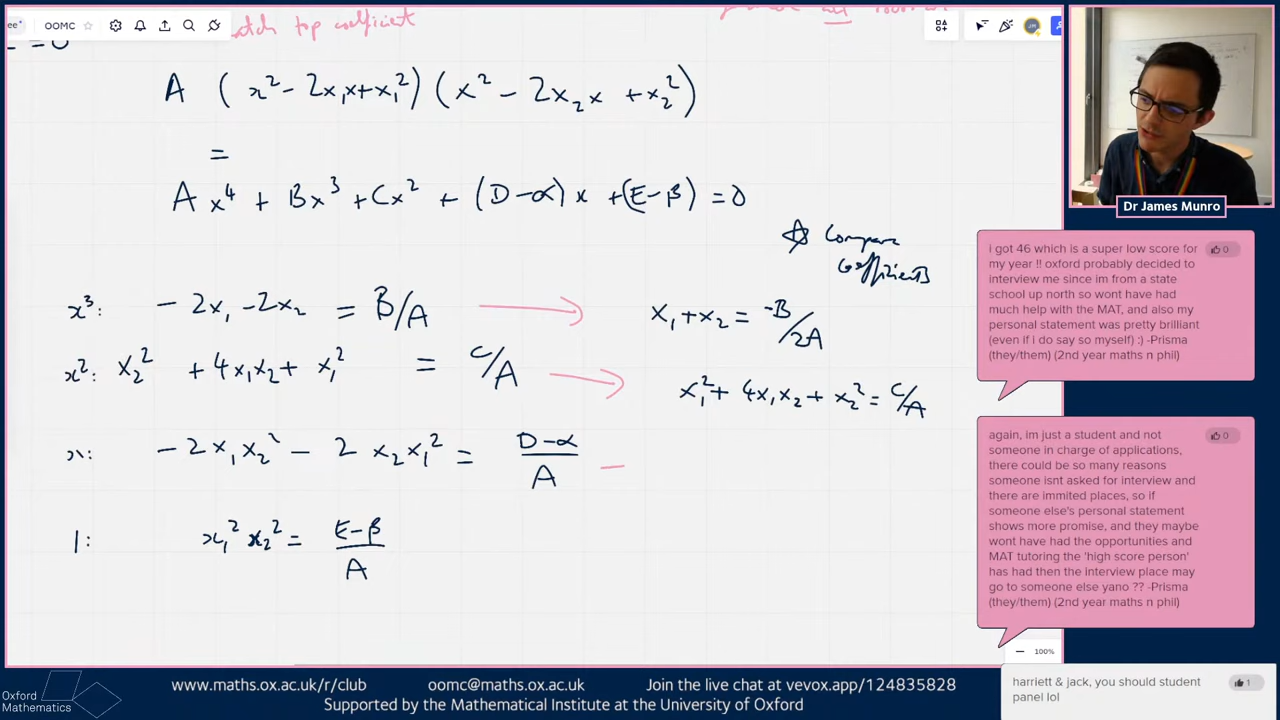 OOMC
atch top coefficient
= 0
A (x² - 2x₁x + x₁²) (x² - 2x₂x + x₂²)
=
A x⁴ + Bx³ + Cx² + (D-α) x + (E-β) = 0
☆ Compare
coefficients
x³: - 2x₁ - 2x₂ = B/A
x₁ + x₂ = -B/2A
x²: x₂² + 4x₁x₂ + x₁² = C/A
x₁² + 4x₁x₂ + x₂² = C/A
x: - 2x₁x₂² - 2x₂x₁² = (D-α)/A
1: x₁² x₂² = (E-β)/A
100%
Dr James Munro
i got 46 which is a super low score for
my year !! oxford probably decided to
interview me since im from a state
school up north so wont have had
much help with the MAT, and also my
personal statement was pretty brilliant
(even if i do say so myself) :) -Prisma
(they/them) (2nd year maths n phil)
0
again, im just a student and not
someone in charge of applications,
there could be so many reasons
someone isnt asked for interview and
there are immited places, so if
someone else's personal statement
shows more promise, and they maybe
wont have had the opportunities and
MAT tutoring the 'high score person'
has had then the interview place may
go to someone else yano ?? -Prisma
(they/them) (2nd year maths n phil)
0
harriett & jack, you should student
panel lol
1
Oxford
Mathematics
www.maths.ox.ac.uk/r/club oomc@maths.ox.ac.uk Join the live chat at vevox.app/124835828
Supported by the Mathematical Institute at the University of Oxford